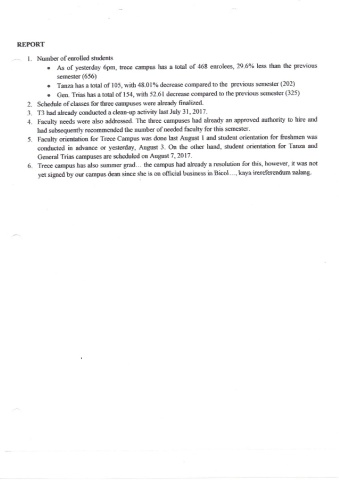 REPORT
1. Number of enrolled students
• As of yesterday 6pm, trece campus has a total of 468 enrolees, 29.6% less than the previous
semester (656)
• Tanza has a total of 105, with 48.01% decrease compared to the previous semester (202)
• Gen. Trias has a total of 154, with 52.61 decrease compared to the previous semester (325)
2. Schedule of classes for three campuses were already finalized.
3. T3 had already conducted a clean-up activity last July 31, 2017.
4. Faculty needs were also addressed. The three campuses had already an approved authority to hire and
had subsequently recommended the number of needed faculty for this semester.
5. Faculty orientation for Trece Campus was done last August 1 and student orientation for freshmen was
conducted in advance or yesterday, August 3. On the other hand, student orientation for Tanza and
General Trias campuses are scheduled on August 7, 2017.
6. Trece campus has also summer grad... the campus had already a resolution for this, however, it was not
yet signed by our campus dean since she is on official business in Bicol..., kaya irereferendum nalang.